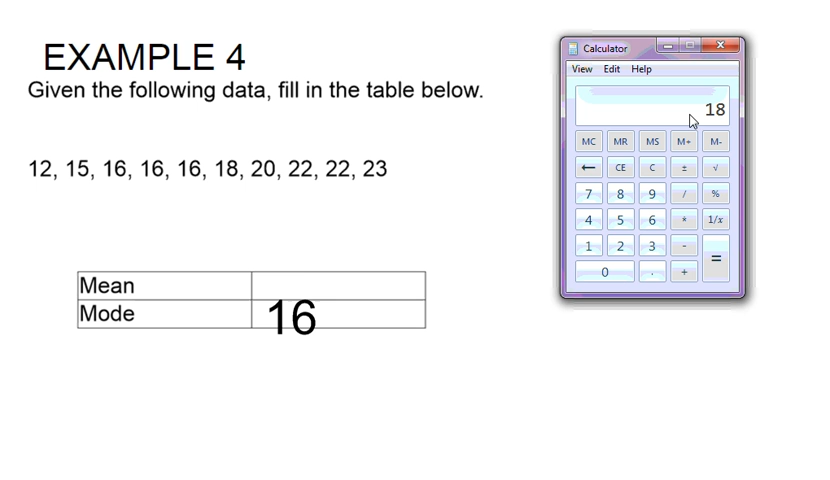 EXAMPLE 4
Given the following data, fill in the table below.
12, 15, 16, 16, 16, 18, 20, 22, 22, 23
Mean
Mode 16
Calculator
View Edit Help
18
MC MR MS M+ M-
← CE C ± √
7 8 9 / %
4 5 6 * 1/x
1 2 3 - =
0 . +